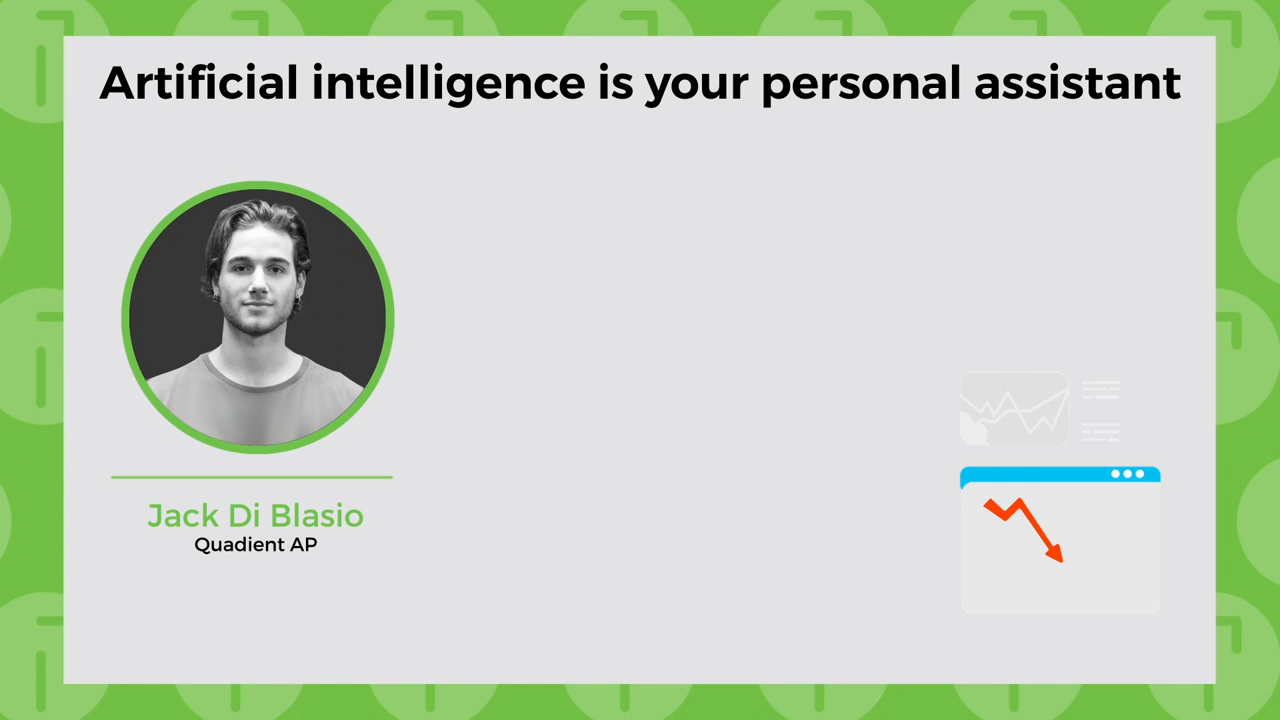 Artificial intelligence is your personal assistant
Jack Di Blasio
Quadient AP